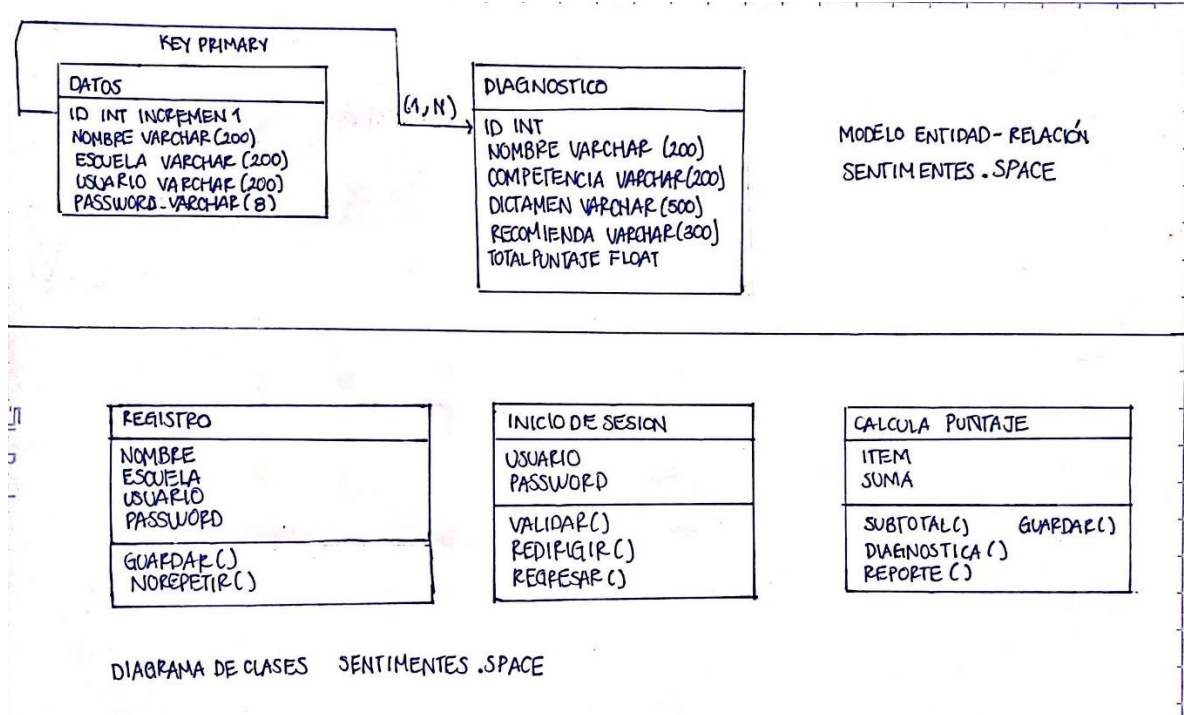 KEY PRIMARY
DATOS
ID INT INCREMEN 1
NOMBRE VARCHAR (200)
ESCUELA VARCHAR (200)
USUARIO VARCHAR (200)
PASSWORD VARCHAR (8)
(1,N)
DIAGNOSTICO
ID INT
NOMBRE VARCHAR (200)
COMPETENCIA VARCHAR (200)
DICTAMEN VARCHAR (500)
RECOMIENDA VARCHAR (300)
TOTAL PUNTAJE FLOAT
MODELO ENTIDAD-RELACIÓN
SENTIMENTES.SPACE
REGISTRO
NOMBRE
ESCUELA
USUARIO
PASSWORD
GUARDAR()
NOREPETIR()
INICIO DE SESION
USUARIO
PASSWORD
VALIDAR()
REDIRIGIR()
REGRESAR()
CALCULA PUNTAJE
ITEM
SUMA
SUBTOTAL() GUARDAR()
DIAGNOSTICA()
REPORTE()
DIAGRAMA DE CLASES SENTIMENTES.SPACE